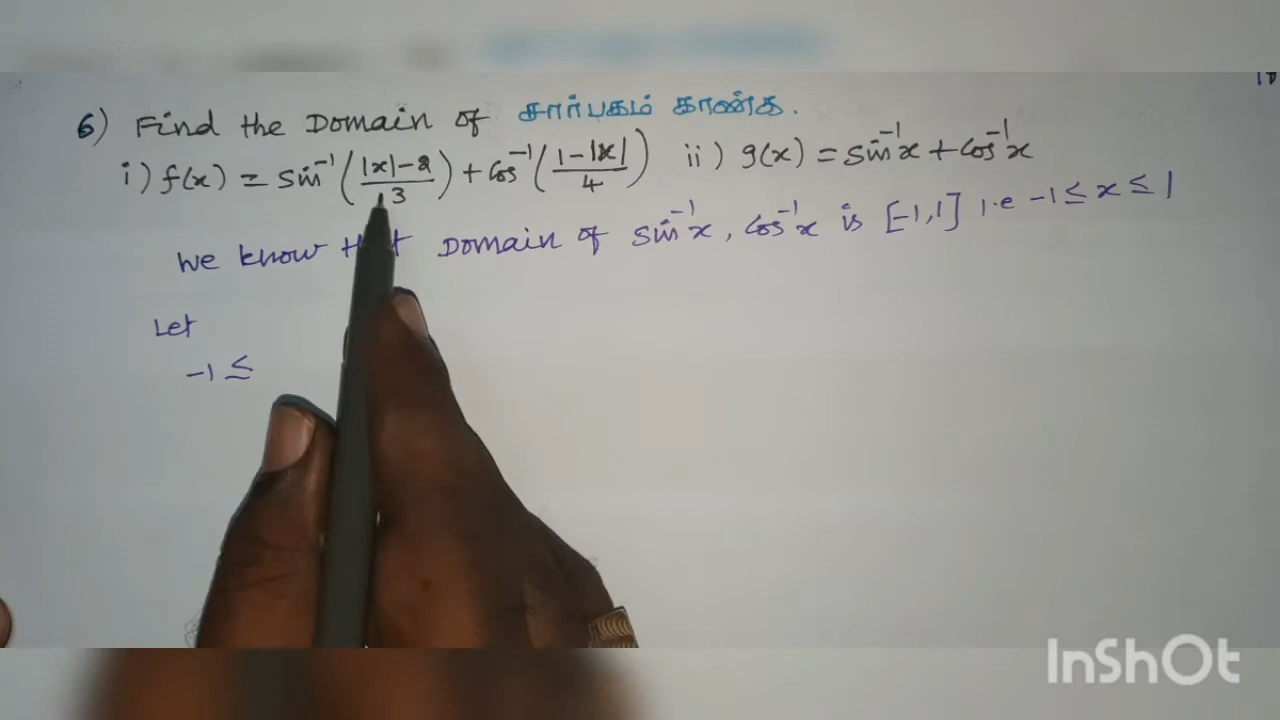 6) Find the Domain of சார்பகம் காண்க.
i) f(x) = sin⁻¹(|x|-2/3) + cos⁻¹(1-|x|/4) ii) g(x) = sin⁻¹x + cos⁻¹x
We know that Domain of sin⁻¹x, cos⁻¹x is [-1,1] i.e -1 ≤ x ≤ 1
Let
-1 ≤
InShOt